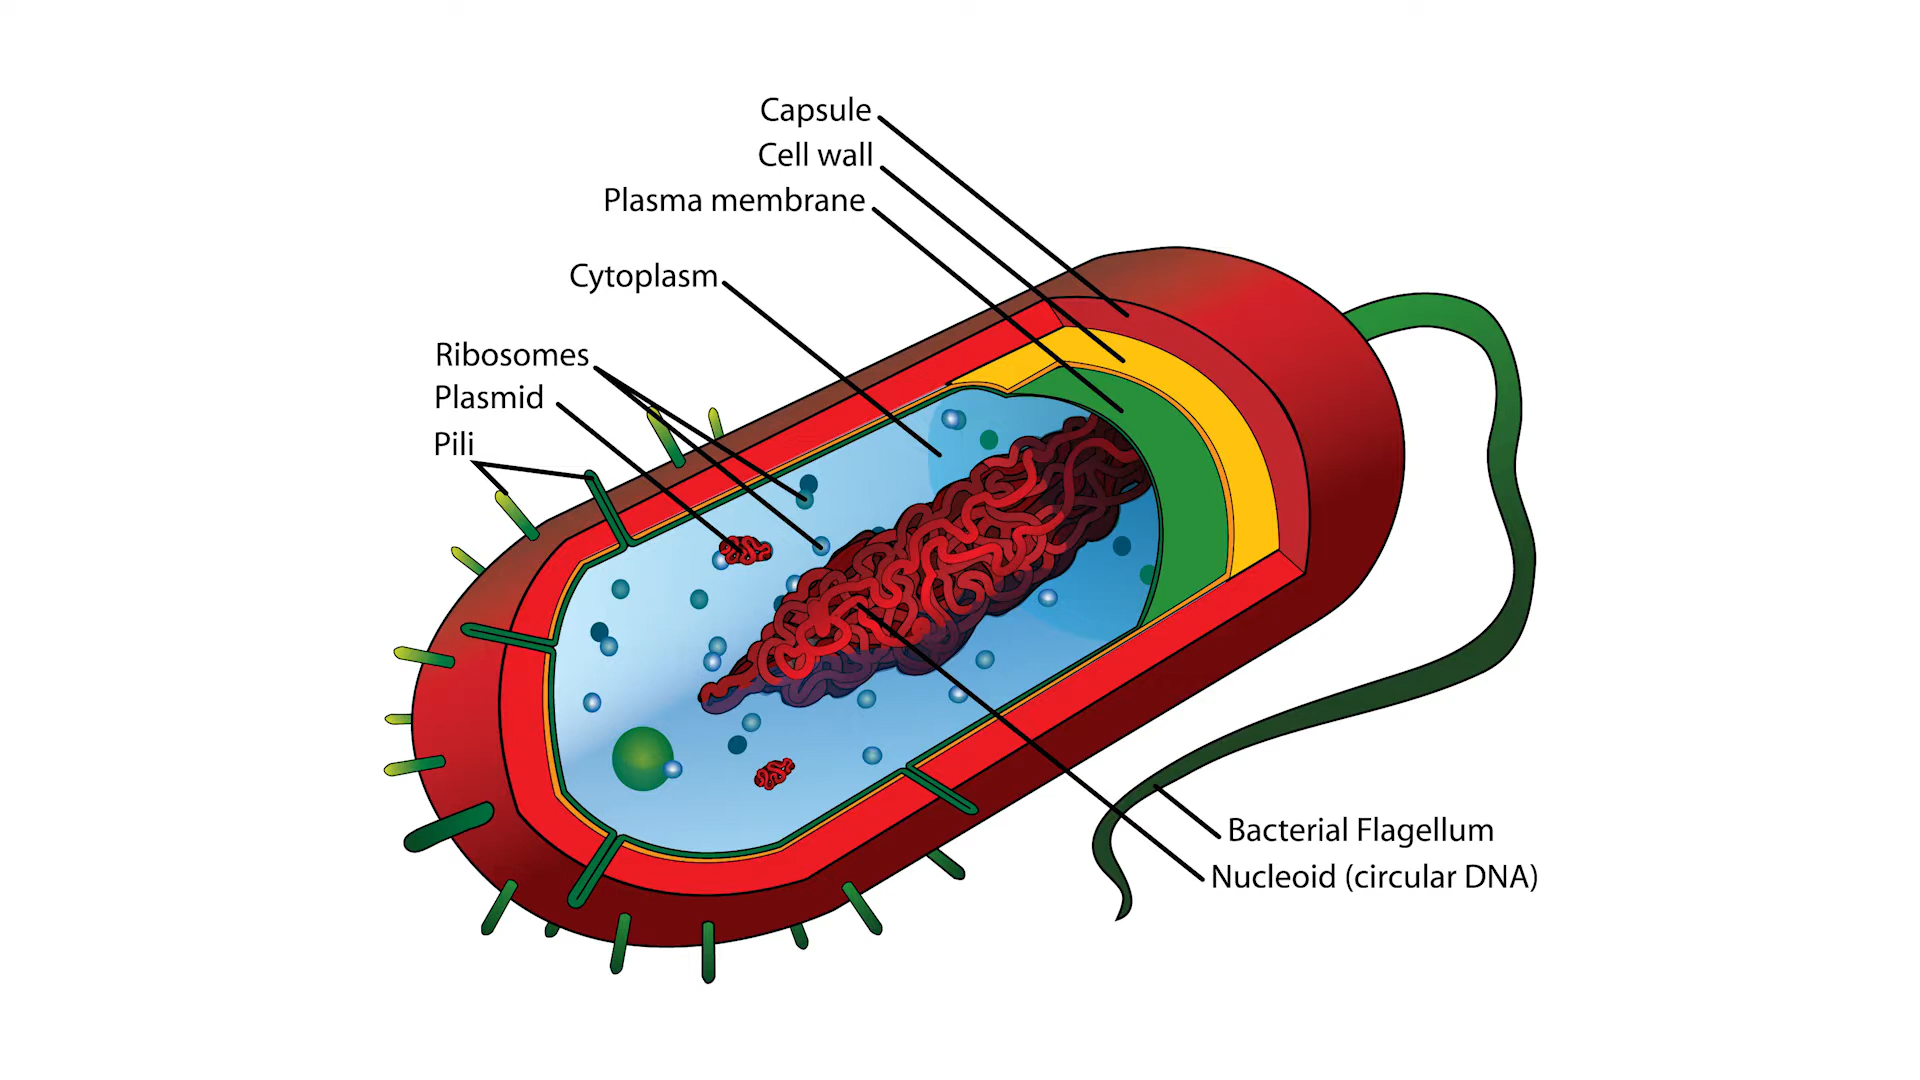 Capsule
Cell wall
Plasma membrane
Cytoplasm
Ribosomes
Plasmid
Pili
Bacterial Flagellum
Nucleoid (circular DNA)